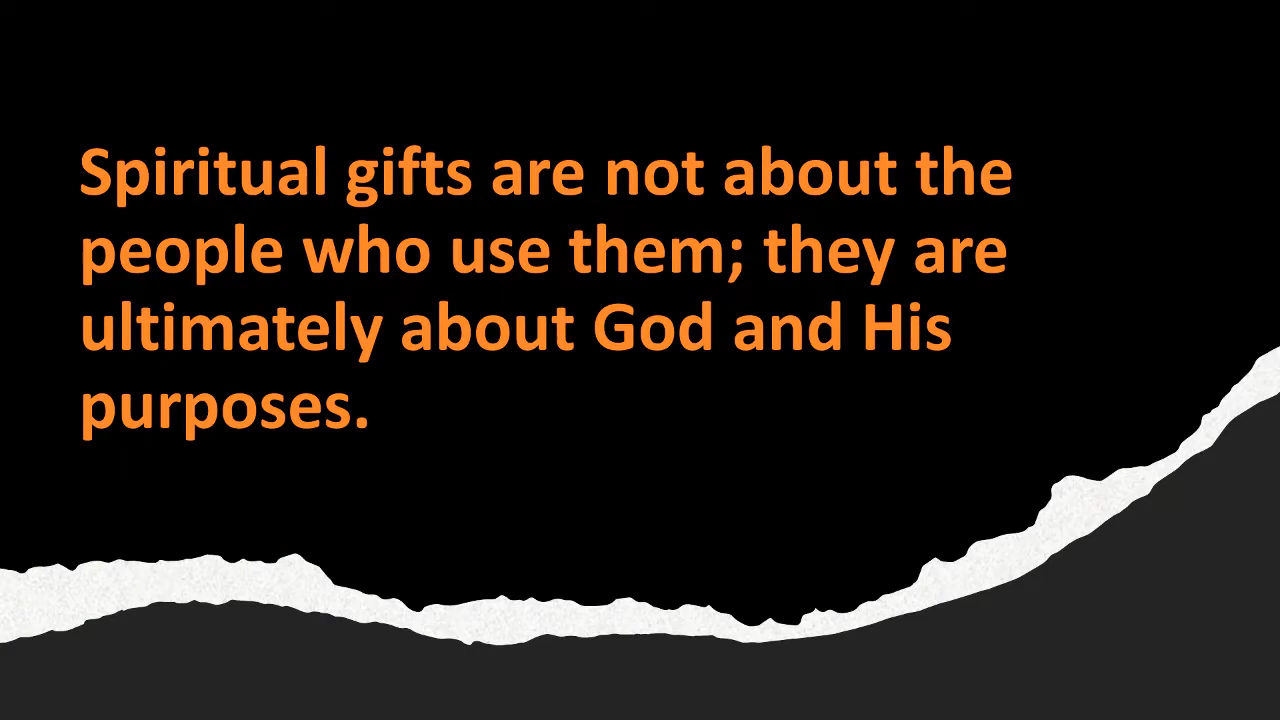 Spiritual gifts are not about the
people who use them; they are
ultimately about God and His
purposes.